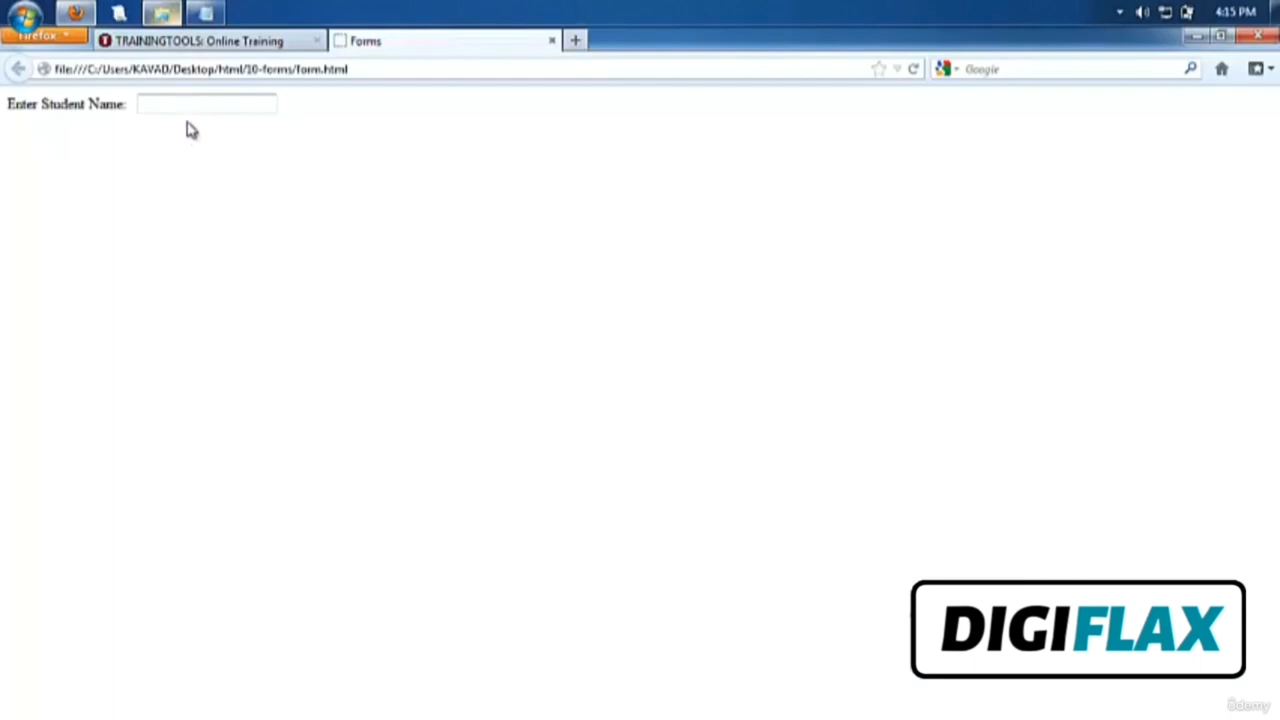 4:15 PM
Firefox
TRAININGTOOLS: Online Training
Forms
file:///C:/Users/KAVAD/Desktop/html/10-forms/form.html
Google
Enter Student Name:
DIGIFLAX
Udemy